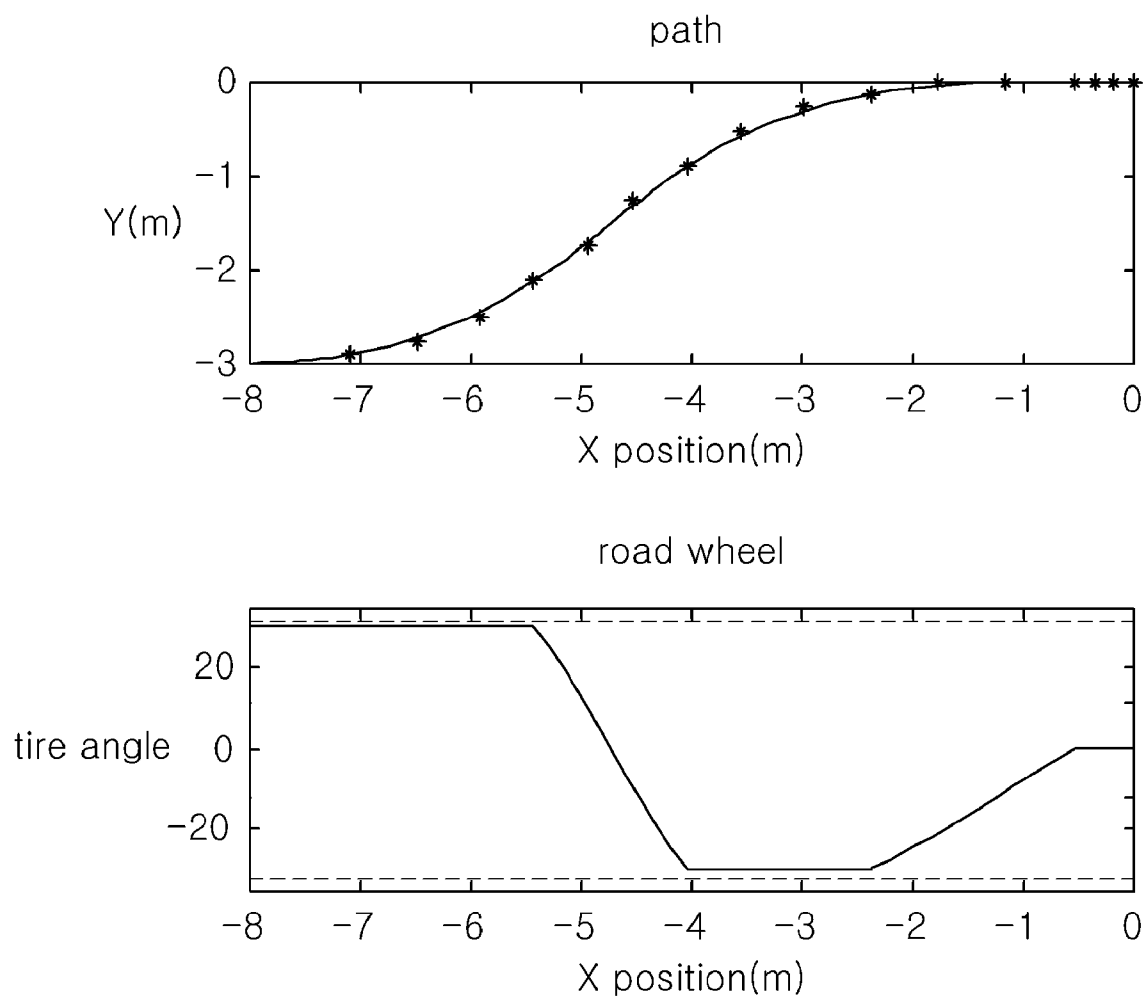 path
0
-1
Y(m)
-2
-3
-8 -7 -6 -5 -4 -3 -2 -1 0
X position(m)
road wheel
20
tire angle 0
-20
-8 -7 -6 -5 -4 -3 -2 -1 0
X position(m)